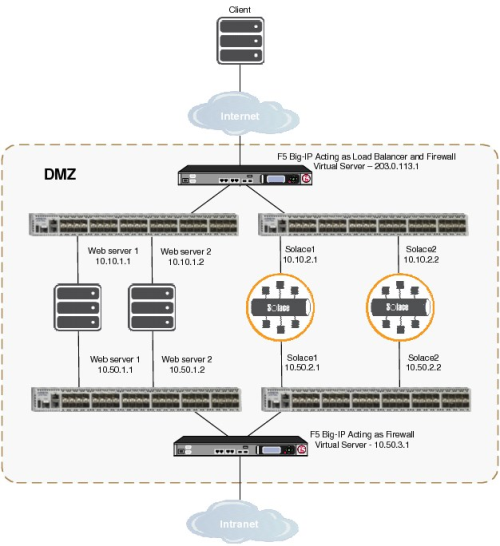 Client
Internet
F5 Big-IP Acting as Load Balancer and Firewall
Virtual Server – 203.0.113.1
DMZ
Web server 1
10.10.1.1
Web server 2
10.10.1.2
Solace1
10.10.2.1
Solace2
10.10.2.2
Solace
Solace
Web server 1
10.50.1.1
Web server 2
10.50.1.2
Solace1
10.50.2.1
Solace2
10.50.2.2
F5 Big-IP Acting as Firewall
Virtual Server - 10.50.3.1
Intranet